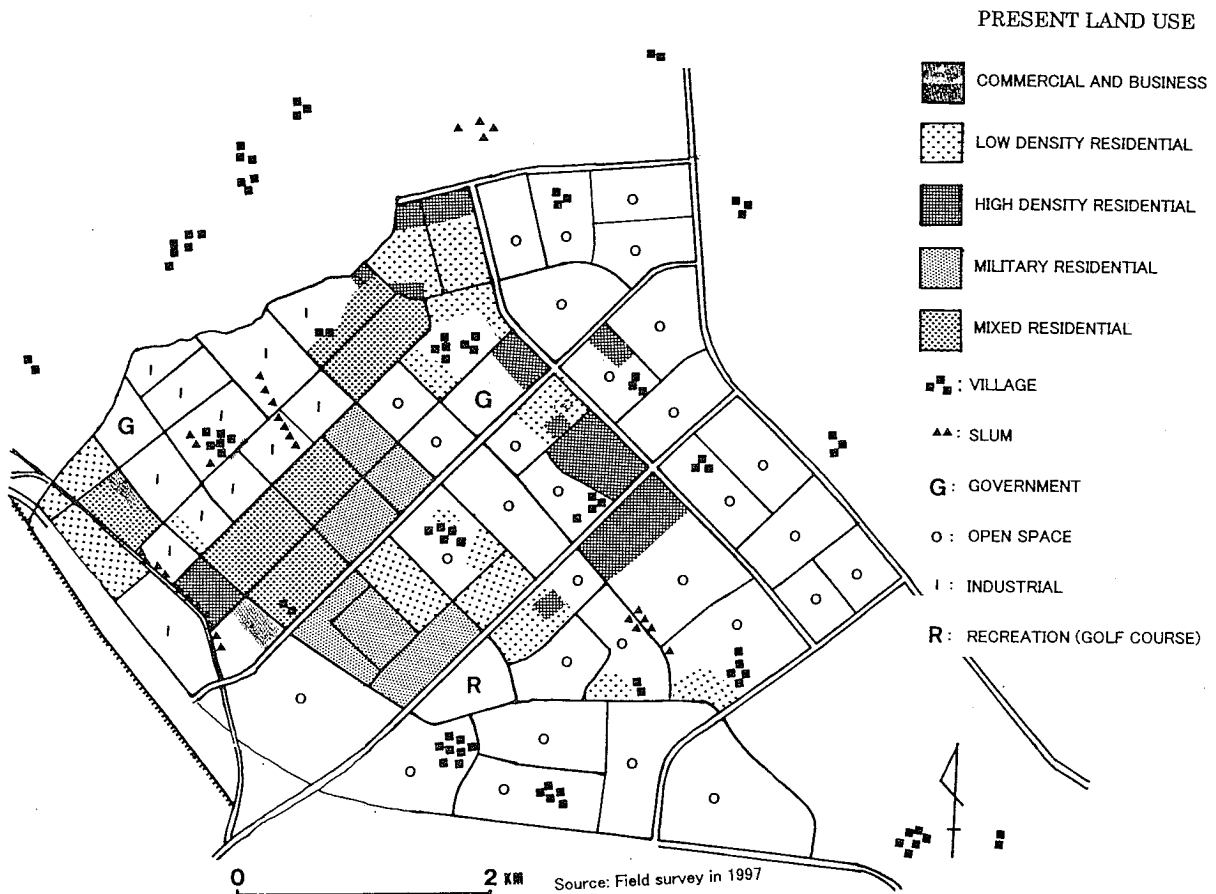 PRESENT LAND USE
COMMERCIAL AND BUSINESS
LOW DENSITY RESIDENTIAL
HIGH DENSITY RESIDENTIAL
MILITARY RESIDENTIAL
MIXED RESIDENTIAL
: VILLAGE
: SLUM
G : GOVERNMENT
O : OPEN SPACE
I : INDUSTRIAL
R : RECREATION (GOLF COURSE)
G
G
R
0 2 KM
Source: Field survey in 1997